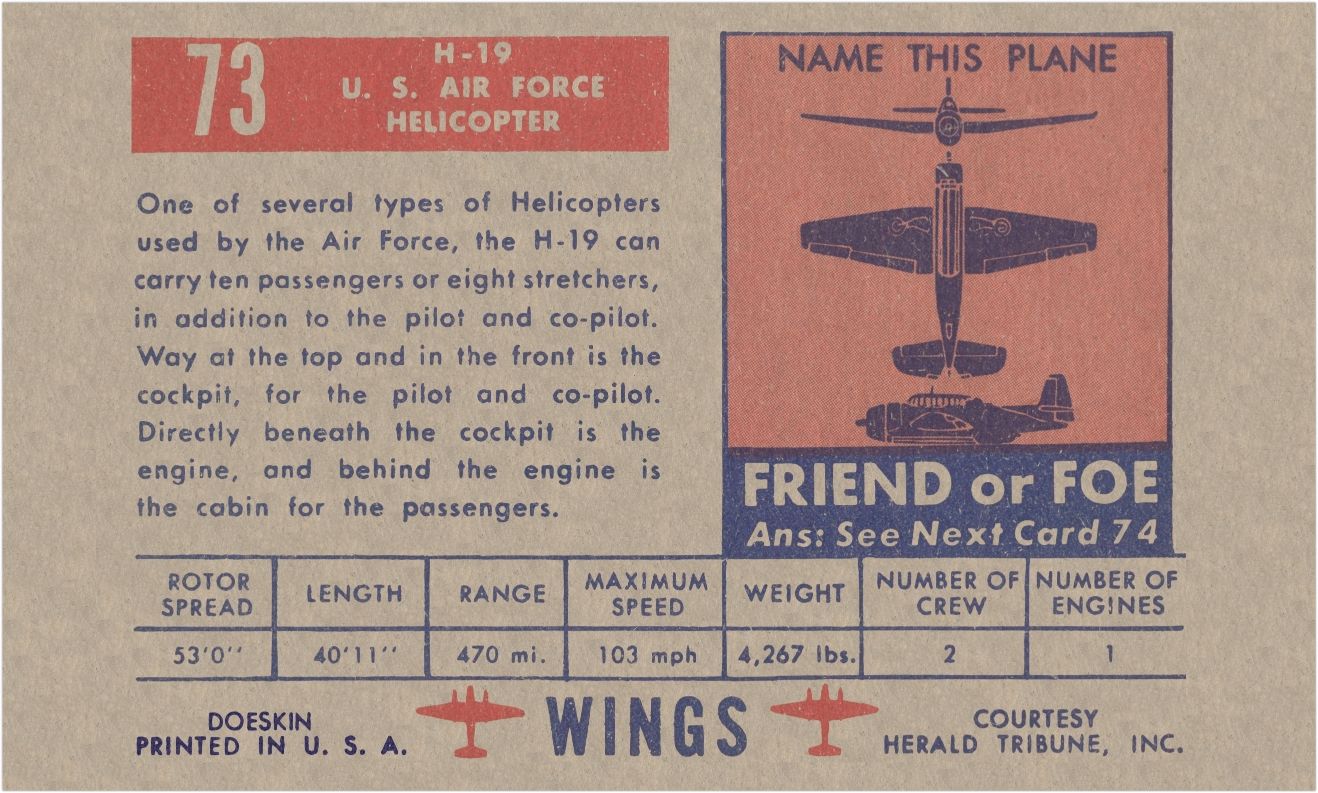 73
H-19
U. S. AIR FORCE
HELICOPTER
One of several types of Helicopters
used by the Air Force, the H-19 can
carry ten passengers or eight stretchers,
in addition to the pilot and co-pilot.
Way at the top and in the front is the
cockpit, for the pilot and co-pilot.
Directly beneath the cockpit is the
engine, and behind the engine is
the cabin for the passengers.
NAME THIS PLANE
FRIEND or FOE
Ans: See Next Card 74
ROTOR SPREAD LENGTH RANGE MAXIMUM SPEED WEIGHT NUMBER OF CREW NUMBER OF ENGINES
53'0'' 40'11'' 470 mi. 103 mph 4,267 lbs. 2 1
DOESKIN
PRINTED IN U. S. A.
WINGS
COURTESY
HERALD TRIBUNE, INC.